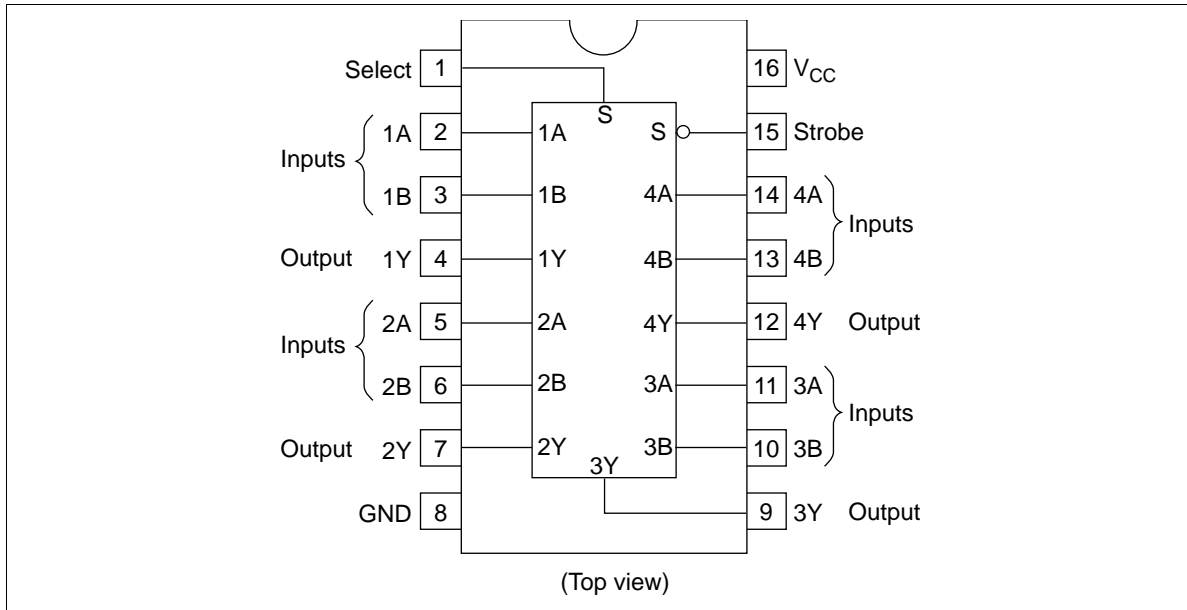 Select 1 16 VCC
S
1A 2 1A S 15 Strobe
Inputs
1B 3 1B 4A 14 4A
Inputs
Output 1Y 4 1Y 4B 13 4B
2A 5 2A 4Y 12 4Y Output
Inputs
2B 6 2B 3A 11 3A
Inputs
Output 2Y 7 2Y 3B 10 3B
3Y
GND 8 9 3Y Output
(Top view)